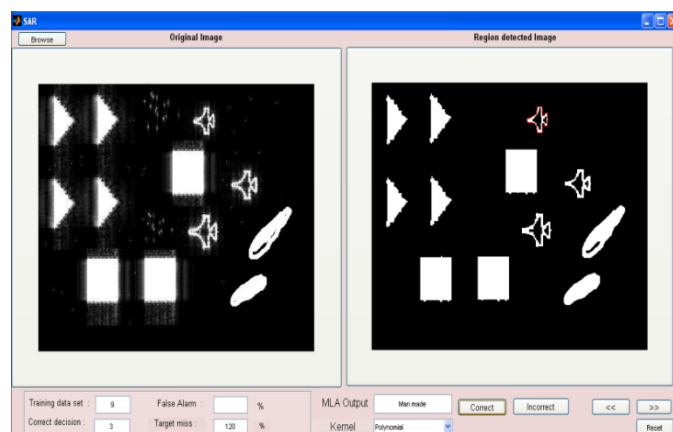 SAR
Browse
Original Image
Region detected Image
Training data set :
9
False Alarm :
%
MLA Output
Man made
Correct
Incorrect
<<
>>
Correct decision :
3
Target miss :
120
%
Kernel
Polynomial
Reset